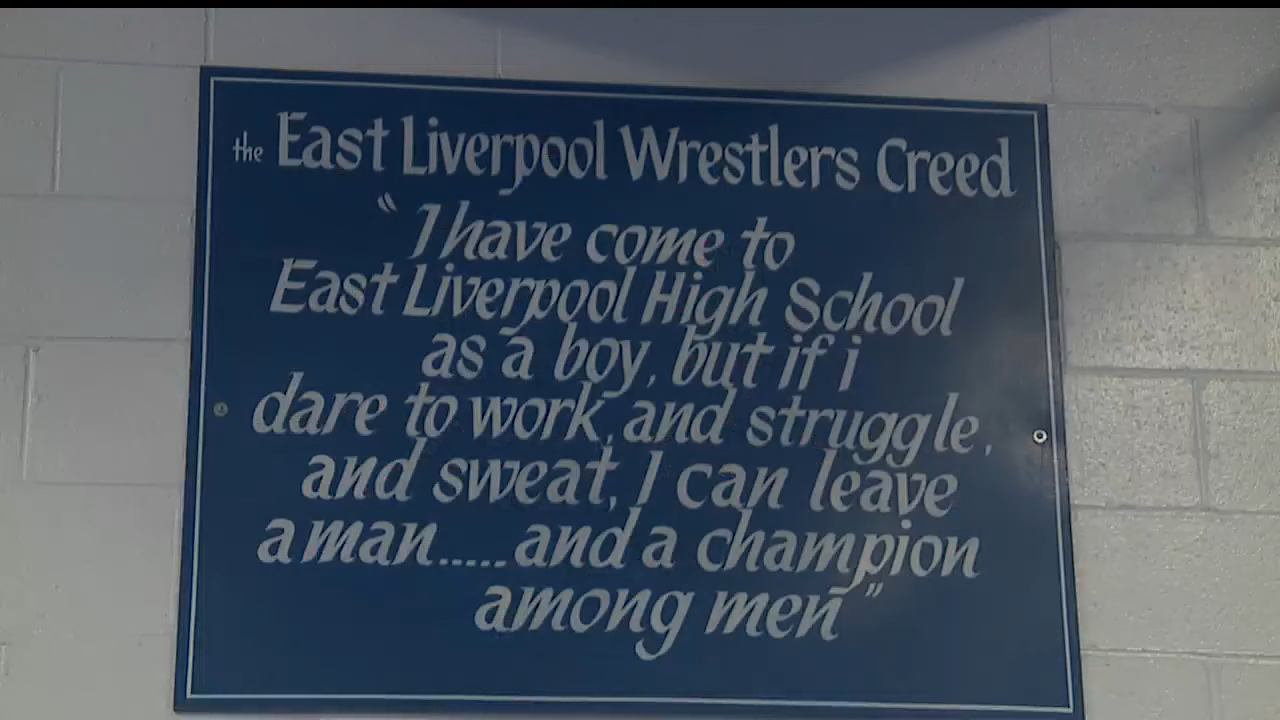 the East Liverpool Wrestlers Creed
"I have come to
East Liverpool High School
as a boy, but if i
dare to work, and struggle,
and sweat, I can leave
a man.....and a champion
among men"